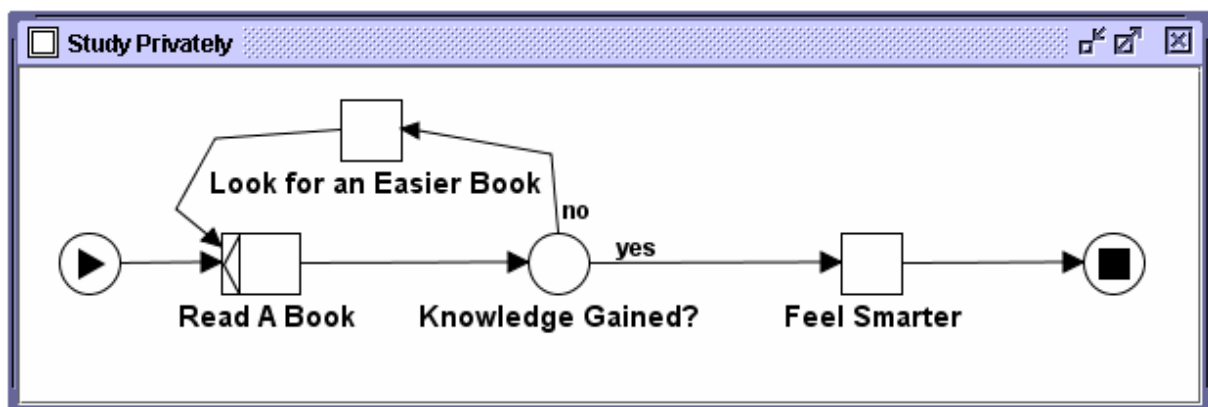 Study Privately
Look for an Easier Book
no
yes
Read A Book
Knowledge Gained?
Feel Smarter